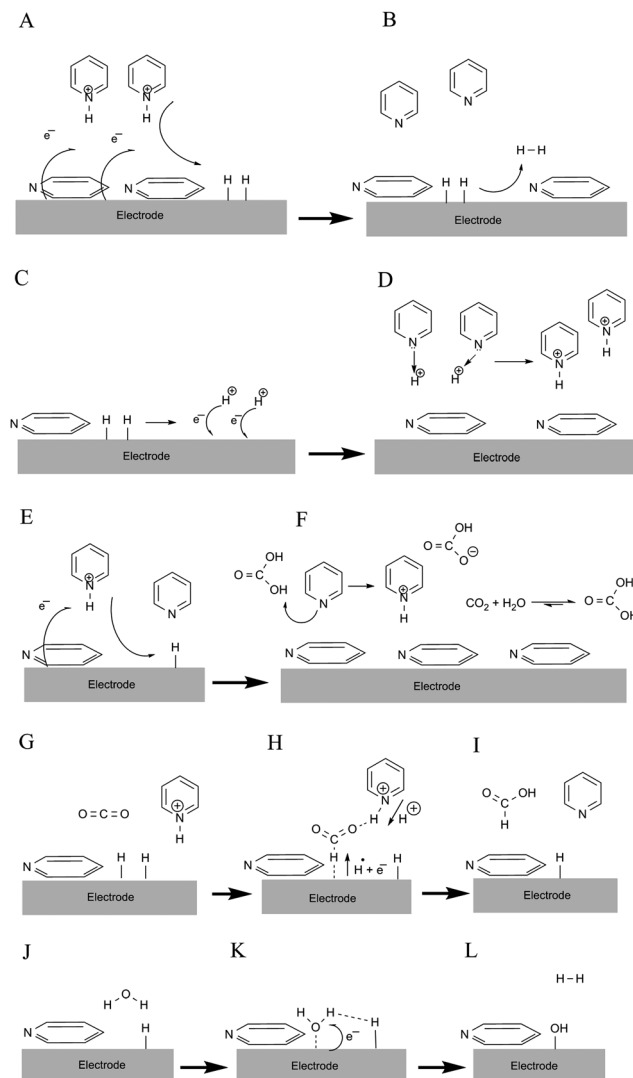 A
B
N
⊕
H
N
⊕
H
e⁻
e⁻
N
N
H H
Electrode
N
N
H–H
N
H H
N
Electrode
C
D
N
H H
e⁻
H
⊕
e⁻
H
⊕
Electrode
N
H
⊕
N
H
⊕
N
⊕
H
N
⊕
H
N
N
Electrode
E
F
N
⊕
H
e⁻
N
N
H
Electrode
OH
O=C
OH
N
N
⊕
H
OH
O=C
O⊖
CO₂ + H₂O
OH
O=C
OH
N
N
N
Electrode
G
H
I
O=C=O
N
⊕
H
N
H H
Electrode
N
⊕
H
H⊕
C
O
O
H
N
H• + e⁻
H
Electrode
O
OH
C
H
N
N
H
Electrode
J
K
L
O
H H
N
H
Electrode
H H
O
H
e⁻
N
Electrode
H–H
N
OH
Electrode